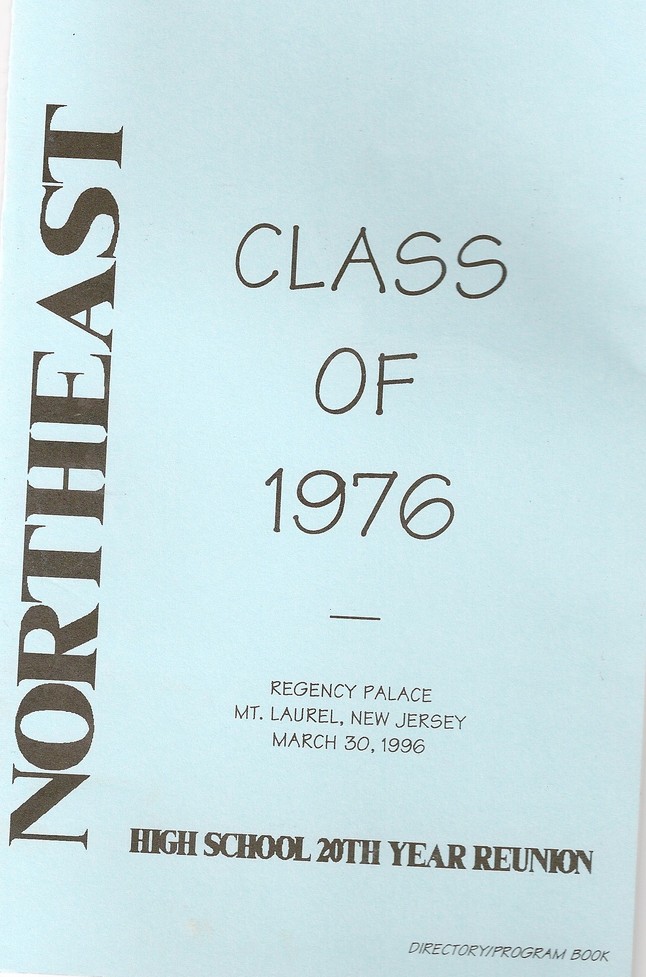 NORTHEAST
CLASS
OF
1976
REGENCY PALACE
MT. LAUREL, NEW JERSEY
MARCH 30, 1996
HIGH SCHOOL 20TH YEAR REUNION
DIRECTORY/PROGRAM BOOK